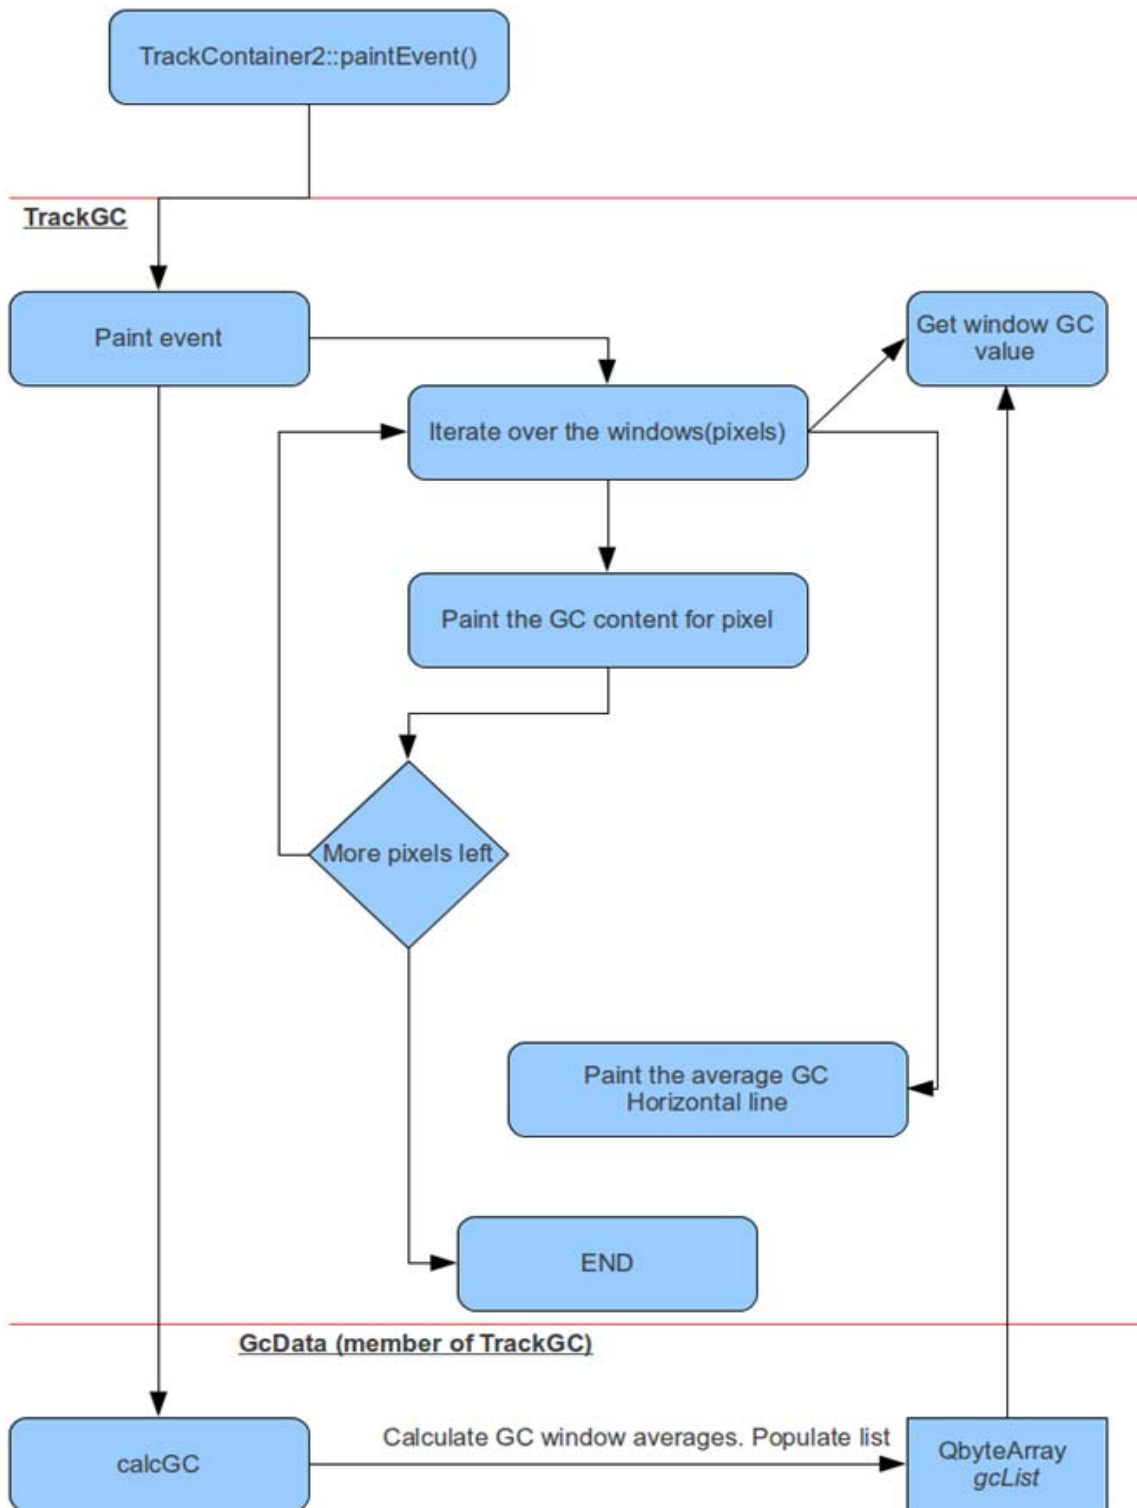 TrackContainer2::paintEvent()
TrackGC
Paint event
Get window GC
value
Iterate over the windows(pixels)
Paint the GC content for pixel
More pixels left
Paint the average GC
Horizontal line
END
GcData (member of TrackGC)
calcGC
Calculate GC window averages. Populate list
QbyteArray
gcList